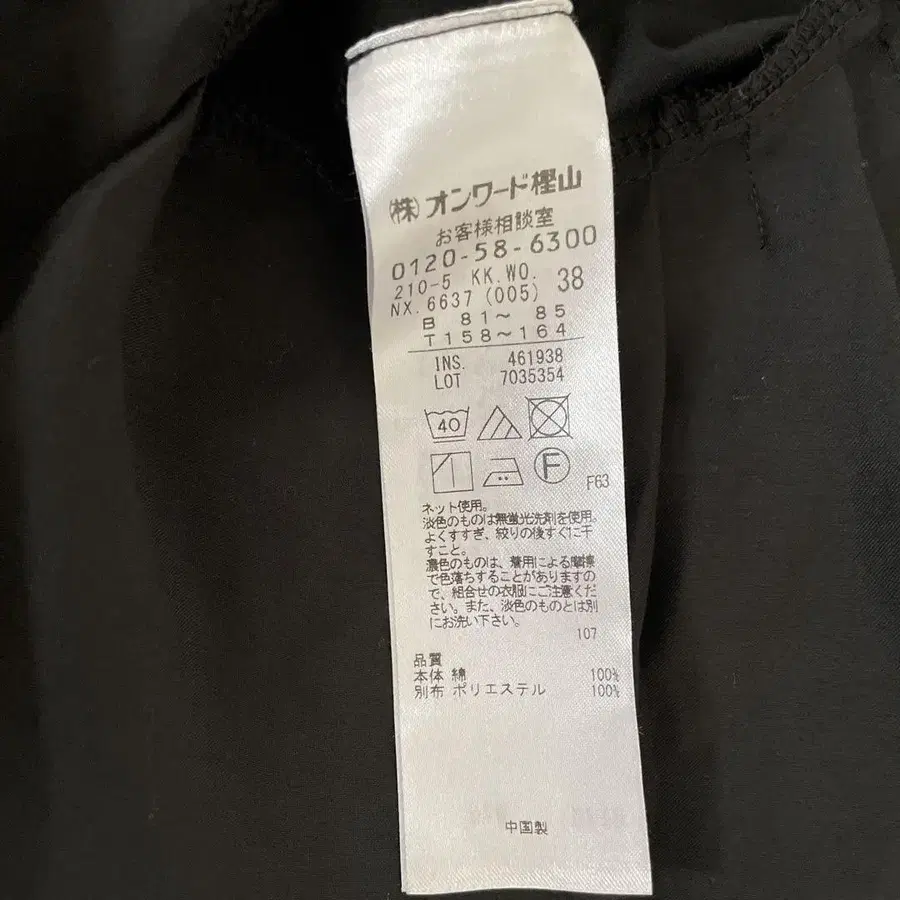 ㈱オンワード樫山
お客様相談室
0120-58-6300
210-5 KK.WO. 38
NX.6637 (005)
B 81～ 85
T158～164
INS. 461938
LOT 7035354
40
F
F63
ネット使用。
淡色のものは無蛍光洗剤を使用。
よくすすぎ、絞りの後すぐに干
すこと。
濃色のものは、着用による摩擦
で色落ちすることがありますの
で、組合せの衣服にご注意くだ
さい。また、淡色のものとは別
にお洗い下さい。
107
品質
本体 綿 100%
別布 ポリエステル 100%
中国製